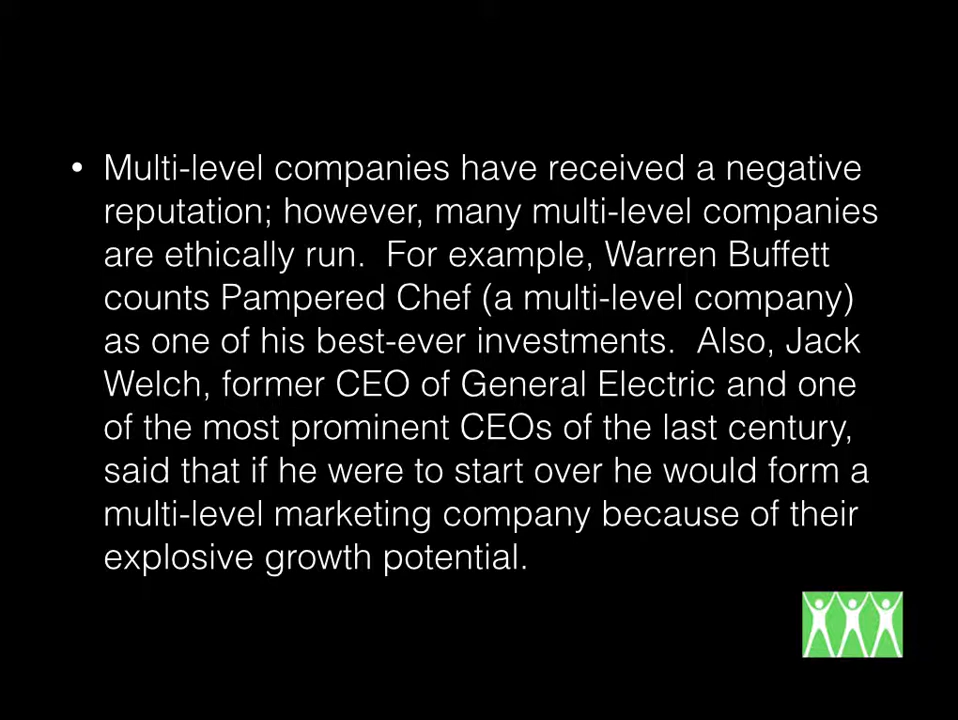 • Multi-level companies have received a negative
reputation; however, many multi-level companies
are ethically run.  For example, Warren Buffett
counts Pampered Chef (a multi-level company)
as one of his best-ever investments.  Also, Jack
Welch, former CEO of General Electric and one
of the most prominent CEOs of the last century,
said that if he were to start over he would form a
multi-level marketing company because of their
explosive growth potential.